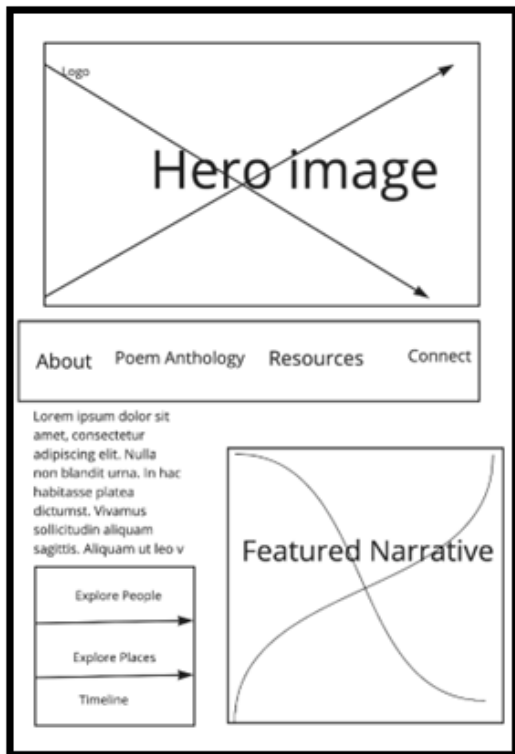 Logo
Hero image
About Poem Anthology Resources Connect
Lorem ipsum dolor sit
amet, consectetur
adipiscing elit. Nulla
non blandit urna. In hac
habitasse platea
dictumst. Vivamus
sollicitudin aliquam
sagittis. Aliquam ut leo v
Featured Narrative
Explore People
Explore Places
Timeline